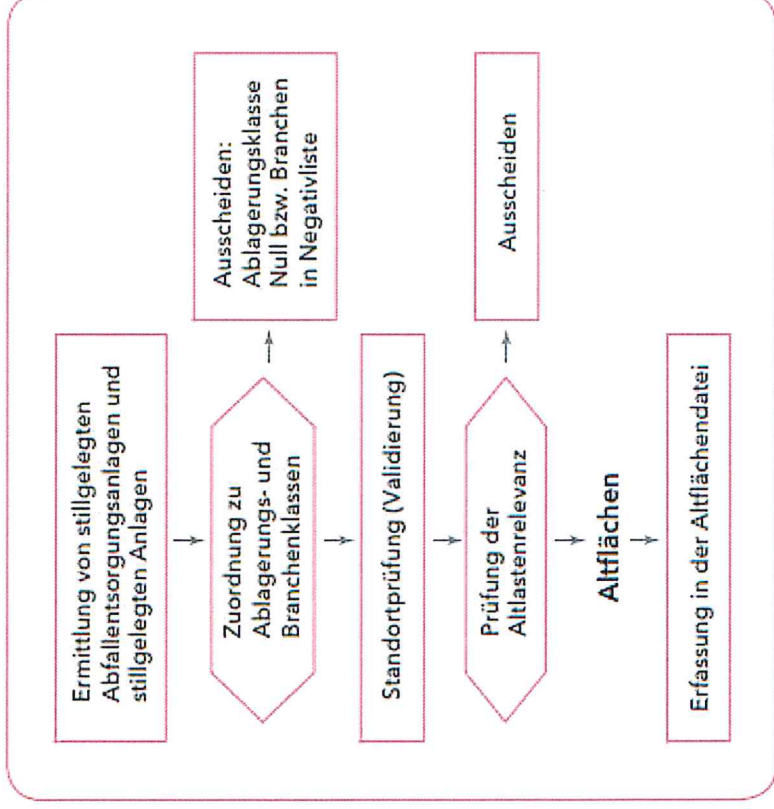 Ermittlung von stillgelegten
Abfallentsorgungsanlagen und
stillgelegten Anlagen
Zuordnung zu
Ablagerungs- und
Branchenklassen
Ausscheiden:
Ablagerungsklasse
Null bzw. Branchen
in Negativliste
Standortprüfung (Validierung)
Prüfung der
Altlastenrelevanz
Ausscheiden
Altflächen
Erfassung in der Altflächendatei